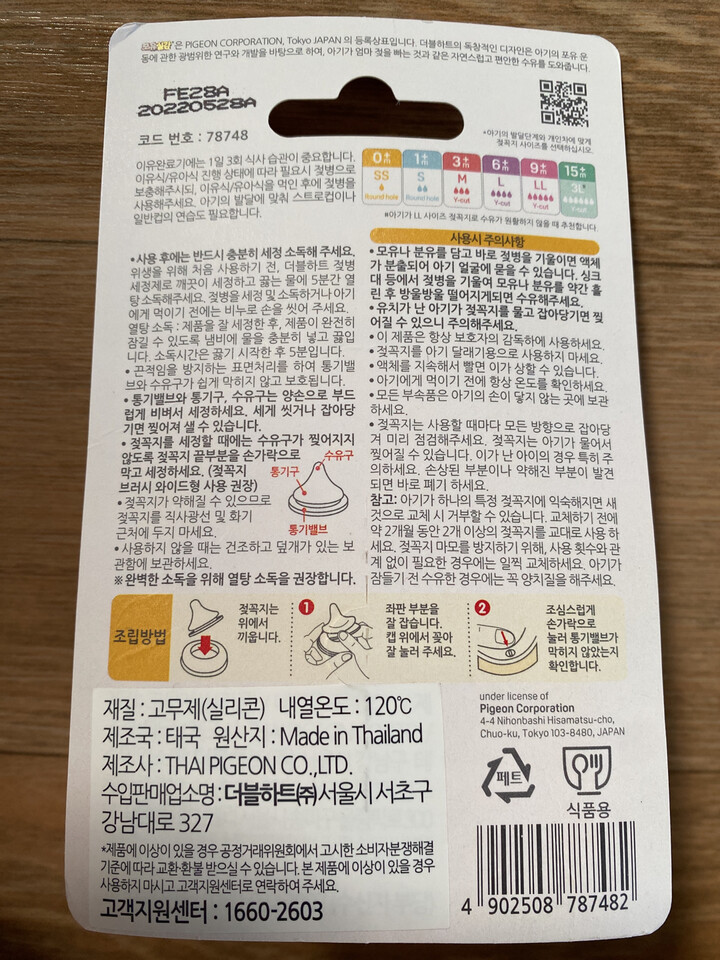 모유실감®은 PIGEON CORPORATION, Tokyo JAPAN 의 등록상표입니다. 더블하트의 독창적인 디자인은 아기의 포유 운
동에 관한 광범위한 연구와 개발을 바탕으로 하여, 아기가 엄마 젖을 빠는 것과 같은 자연스럽고 편안한 수유를 도와줍니다.
FE28A
20220528A
코드 번호 : 78748
*아기의 발달단계와 개인차에 맞게
젖꼭지 사이즈를 선택하십시오.
이유완료기에는 1일 3회 식사 습관이 중요합니다.
이유식/유아식 진행 상태에 따라 필요시 젖병으로
보충해주시되, 이유식/유아식을 먹인 후에 젖병을
사용해주세요. 아기의 발달에 맞춰 스트로컵이나
일반컵의 연습도 필요합니다.
0+m 1+m 3+m 6+m 9+m 15+m
SS S M L LL 3L
Round hole Round hole Y-cut Y-cut Y-cut Y-cut
※아기가 LL 사이즈 젖꼭지로 수유가 원활하지 않을 때 추천합니다.
• 사용 후에는 반드시 충분히 세정 소독해 주세요.
위생을 위해 처음 사용하기 전, 더블하트 젖병
세정제로 깨끗이 세정하고 끓는 물에 5분간 열
탕 소독해주세요. 젖병을 세정 및 소독하거나 아기
에게 먹이기 전에는 비누로 손을 씻어 주세요.
열탕 소독 : 제품을 잘 세정한 후, 제품이 완전히
잠길 수 있도록 냄비에 물을 충분히 넣고 끓입
니다. 소독시간은 끓기 시작한 후 5분입니다.
• 끈적임을 방지하는 표면처리를 하여 통기밸
브와 수유구가 쉽게 막히지 않고 보호됩니다.
• 통기밸브와 통기구, 수유구는 양손으로 부드
럽게 비벼서 세정하세요. 세게 씻거나 잡아당
기면 찢어져 샐 수 있습니다.
• 젖꼭지를 세정할 때에는 수유구가 찢어지지
않도록 젖꼭지 끝부분을 손가락으로
막고 세정하세요. (젖꼭지
브러시 와이드형 사용 권장)
• 젖꼭지가 약해질 수 있으므로
젖꼭지를 직사광선 및 화기
근처에 두지 마세요.
수유구
통기구
통기밸브
• 사용하지 않을 때는 건조하고 덮개가 있는 보
관함에 보관하세요.
※ 완벽한 소독을 위해 열탕 소독을 권장합니다.
사용시 주의사항
• 모유나 분유를 담고 바로 젖병을 기울이면 액체
가 분출되어 아기 얼굴에 묻을 수 있습니다. 싱크
대 등에서 젖병을 기울여 모유나 분유를 약간 흘
린 후 방울방울 떨어지게되면 수유해주세요.
• 유치가 난 아기가 젖꼭지를 물고 잡아당기면 찢
어질 수 있으니 주의해주세요.
• 이 제품은 항상 보호자의 감독하에 사용하세요.
• 젖꼭지를 아기 달래기용으로 사용하지 마세요.
• 액체를 지속해서 빨면 이가 상할 수 있습니다.
• 아기에게 먹이기 전에 항상 온도를 확인하세요.
• 모든 부속품은 아기의 손이 닿지 않는 곳에 보관
하세요.
• 젖꼭지는 사용할 때마다 모든 방향으로 잡아당
겨 미리 점검해주세요. 젖꼭지는 아기가 물어서
찢어질 수 있습니다. 이가 난 아이의 경우 특히 주
의하세요. 손상된 부분이나 약해진 부분이 발견
되면 바로 폐기 하세요.
참고: 아기가 하나의 특정 젖꼭지에 익숙해지면 새
것으로 교체 시 거부할 수 있습니다. 교체하기 전에
약 2개월 동안 2개 이상의 젖꼭지를 교대로 사용 하
세요. 젖꼭지 마모를 방지하기 위해, 사용 횟수와 관
계 없이 필요한 경우에는 일찍 교체하세요. 아기가
잠들기 전 수유한 경우에는 꼭 양치질을 해주세요.
조립방법
젖꼭지는
위에서
끼웁니다.
1
좌판 부분을
잘 잡습니다.
캡 위에서 꽂아
잘 눌러 주세요.
2
조심스럽게
손가락으로
눌러 통기밸브가
막히지 않았는지
확인합니다.
재질 : 고무제(실리콘) 내열온도 : 120℃
제조국 : 태국 원산지 : Made in Thailand
제조사 : THAI PIGEON CO.,LTD.
수입판매업소명 : 더블하트㈜서울시 서초구
강남대로 327
*제품에 이상이 있을 경우 공정거래위원회에서 고시한 소비자분쟁해결
기준에 따라 교환·환불 받으실 수 있습니다. 본 제품에 이상이 있을 경우
사용하지 마시고 고객지원센터로 연락하여 주세요.
고객지원센터 : 1660-2603
under license of
Pigeon Corporation
4-4 Nihonbashi Hisamatsu-cho,
Chuo-ku, Tokyo 103-8480, JAPAN
페트
식품용
4 902508 787482